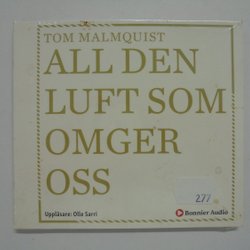 TOM MALMQUIST
ALL DEN
LUFT SOM
OMGER
OSS
Uppläsare: Olle Sarri
Bonnier Audio
277